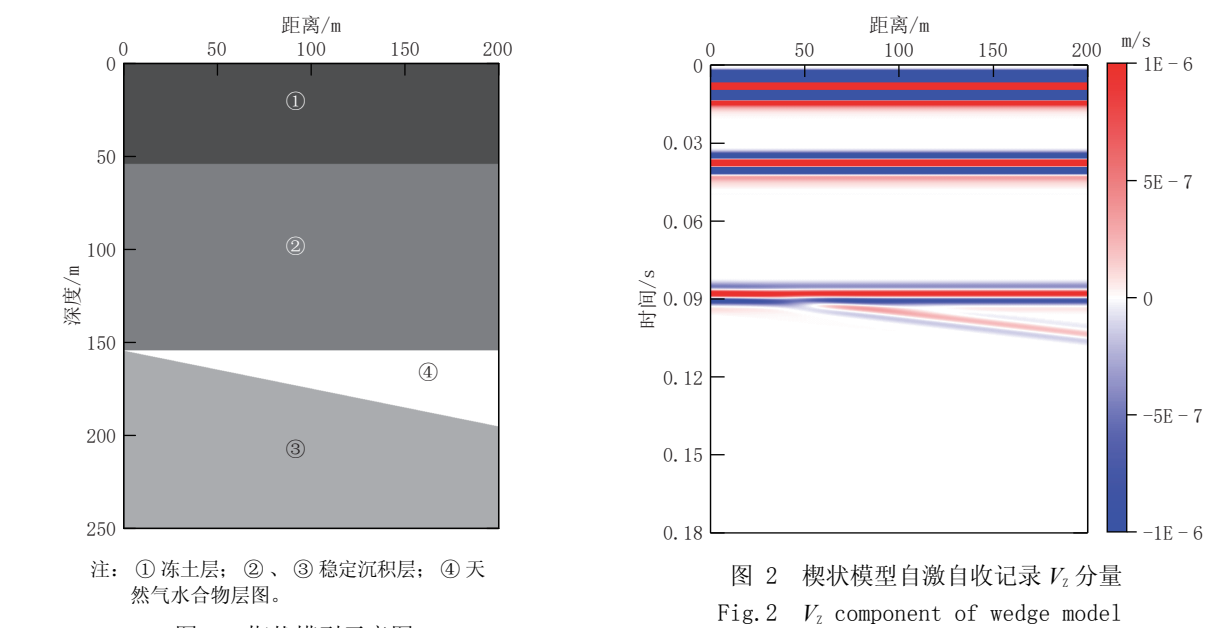 距离/m
0 50 100 150 200
0
50
100
150
200
250
深度/m
①
②
④
③
注： ① 冻土层； ② 、 ③ 稳定沉积层； ④ 天
然气水合物层图。
距离/m
0 50 100 150 200
0
0.03
0.06
0.09
0.12
0.15
0.18
时间/s
m/s
1E－6
5E－7
0
－5E－7
－1E－6
图 2 楔状模型自激自收记录 Vz 分量
Fig.2 Vz component of wedge model